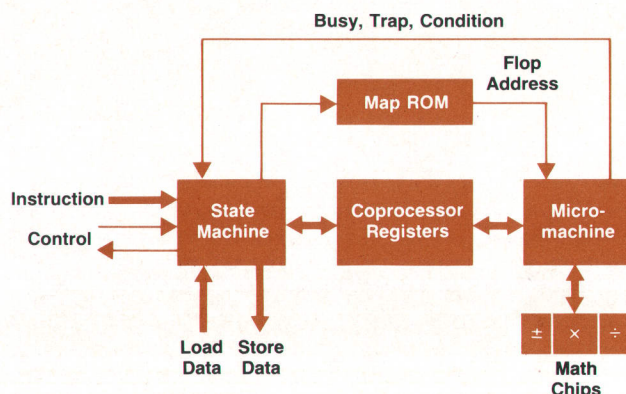 Busy, Trap, Condition
Flop
Address
Map ROM
Instruction
Control
State
Machine
Coprocessor
Registers
Micro-
machine
Load
Data
Store
Data
± × ÷
Math
Chips